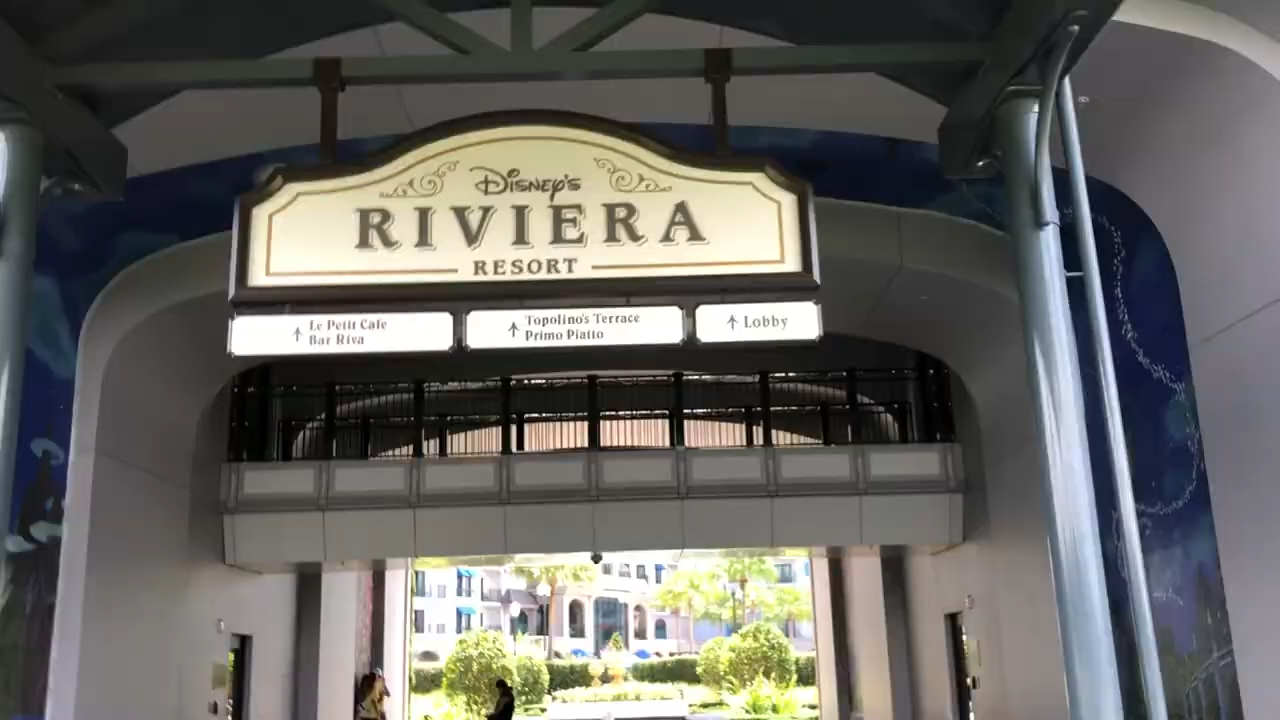 Disney's
RIVIERA
RESORT
↑ Le Petit Cafe
Bar Riva
↑ Topolino's Terrace
Primo Piatto
↑ Lobby